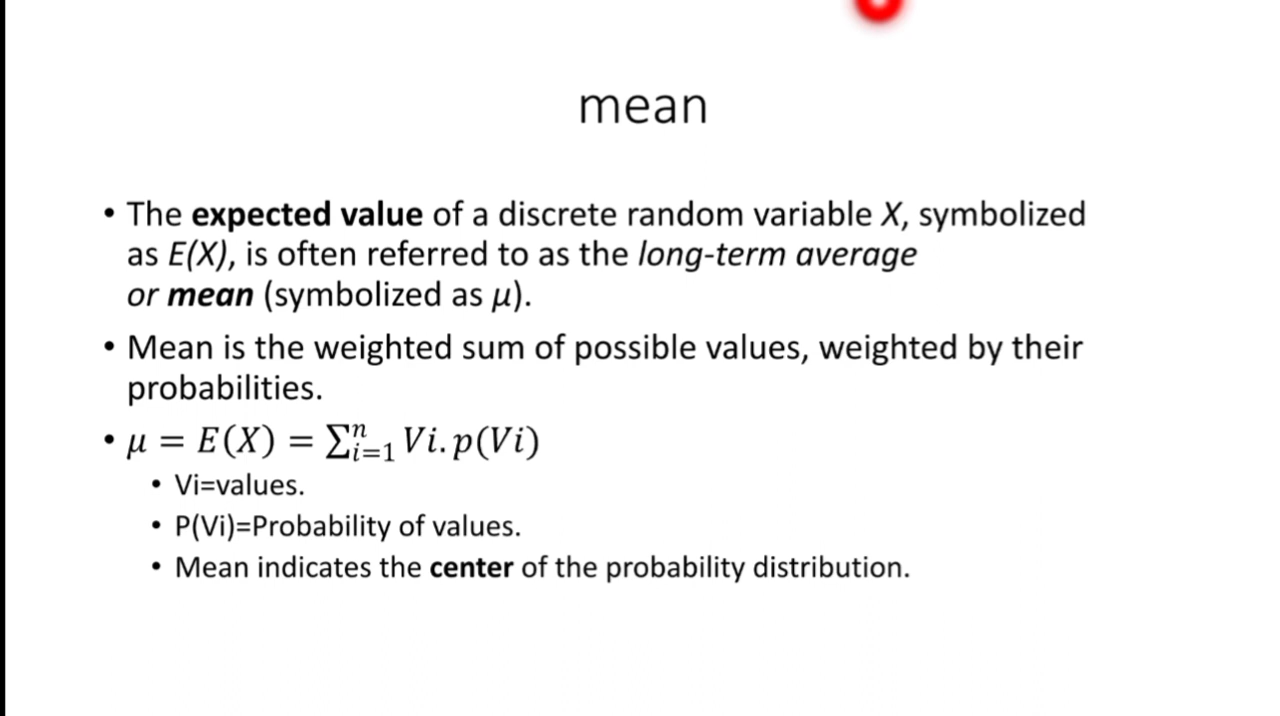 mean
• The expected value of a discrete random variable X, symbolized
as E(X), is often referred to as the long-term average
or mean (symbolized as μ).
• Mean is the weighted sum of possible values, weighted by their
probabilities.
• μ = E(X) = ∑ⁿᵢ₌₁ Vi. p(Vi)
• Vi=values.
• P(Vi)=Probability of values.
• Mean indicates the center of the probability distribution.